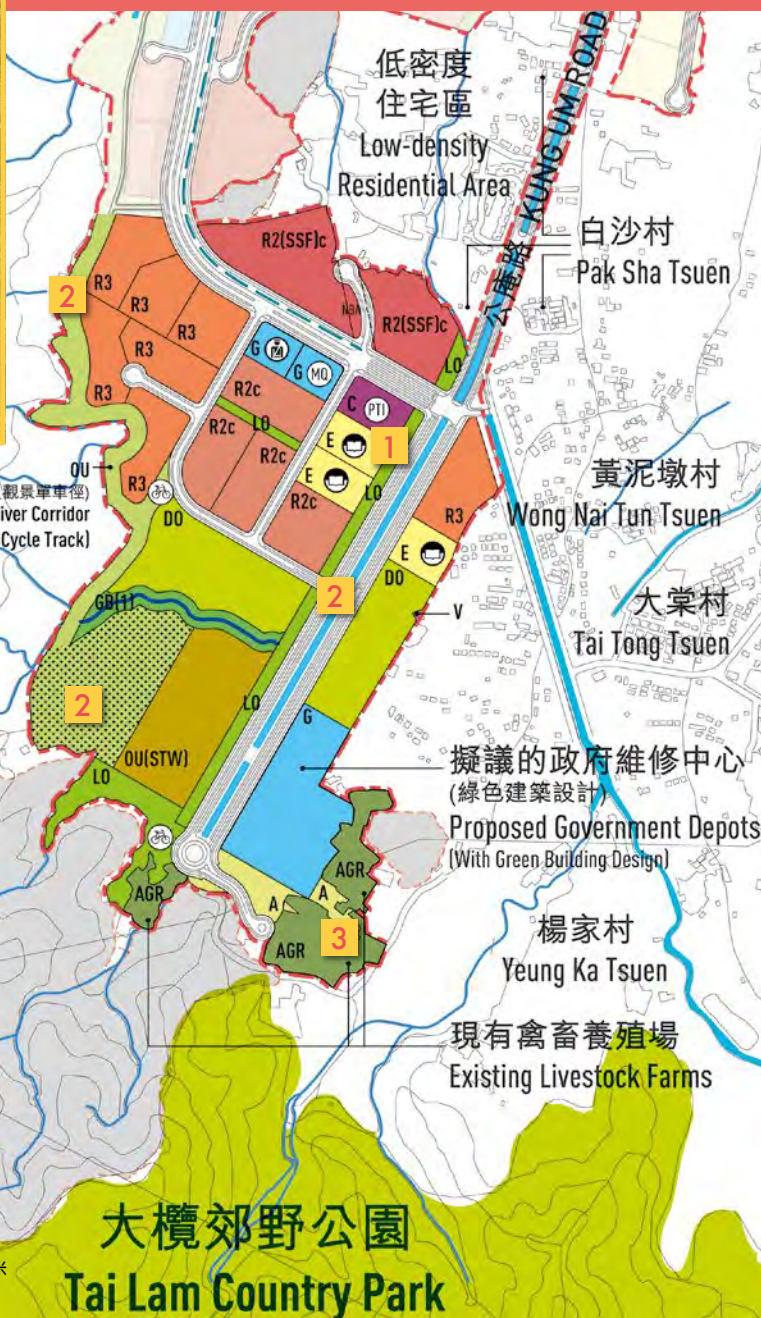 低密度
住宅區
Low-density
Residential Area
公庵路 KUNG UM ROAD
白沙村
Pak Sha Tsuen
R2(SSF)c
R2(SSF)c
LO
2
R3
R3
R3
R3
R3
R3
G
G MQ
C PTI
R2c
LO
R2c
R2c
R2c
E
1
E
LO
OU
觀景單車徑)
iver Corridor
Cycle Track)
DO
R3
E
DO
黃泥墩村
Wong Nai Tun Tsuen
大棠村
Tai Tong Tsuen
2
V
GB(1)
2
LO
G
OU(STW)
LO
擬議的政府維修中心
(綠色建築設計)
Proposed Government Depots
(With Green Building Design)
AGR
AGR
A
A
AGR
3
楊家村
Yeung Ka Tsuen
現有禽畜養殖場
Existing Livestock Farms
大欖郊野公園
Tai Lam Country Park
米